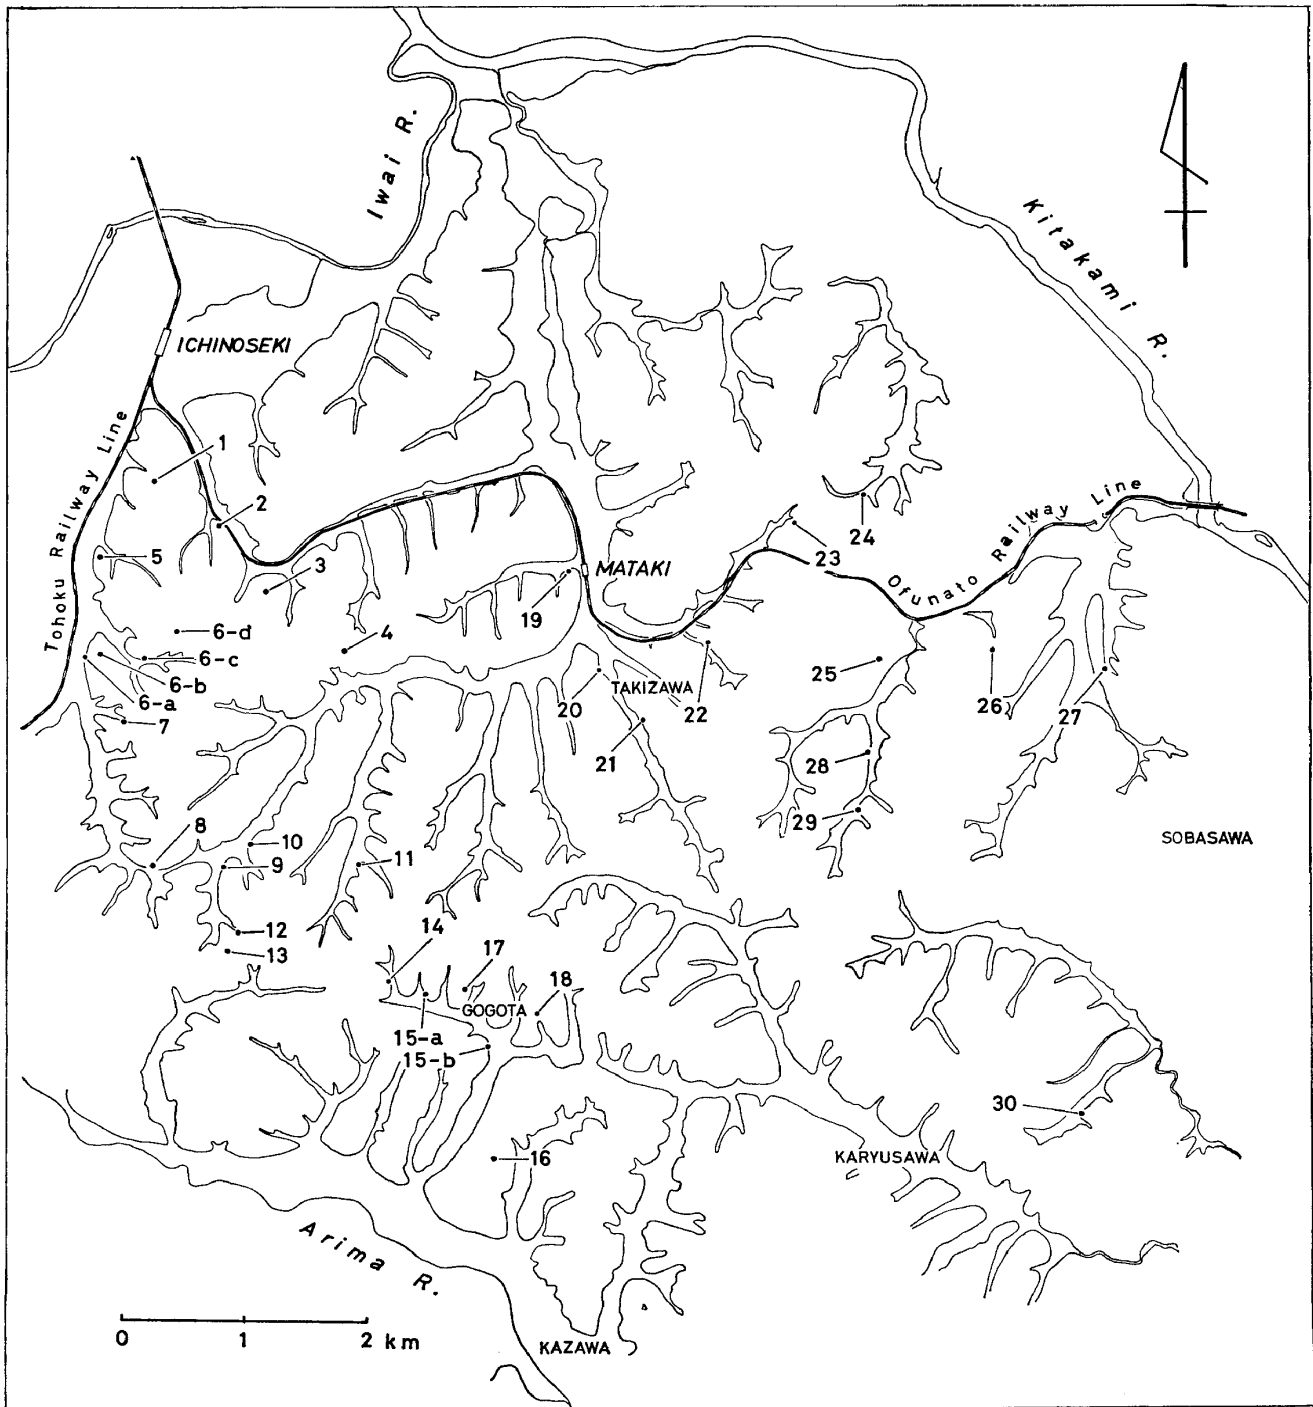 Iwai R.
Kitakami R.
ICHINOSEKI
Tohoku Railway Line
1
2
24
Ofunato Railway Line
5
3
23
MATAKI
19
6-d
4
6-c
25
6-b
TAKIZAWA
6-a
20
22
26
27
7
21
28
8
29
10
SOBASAWA
9
11
12
14
17
13
18
GOGOTA
15-a
15-b
30
16
KARYUSAWA
Arima R.
0 1 2 km
KAZAWA